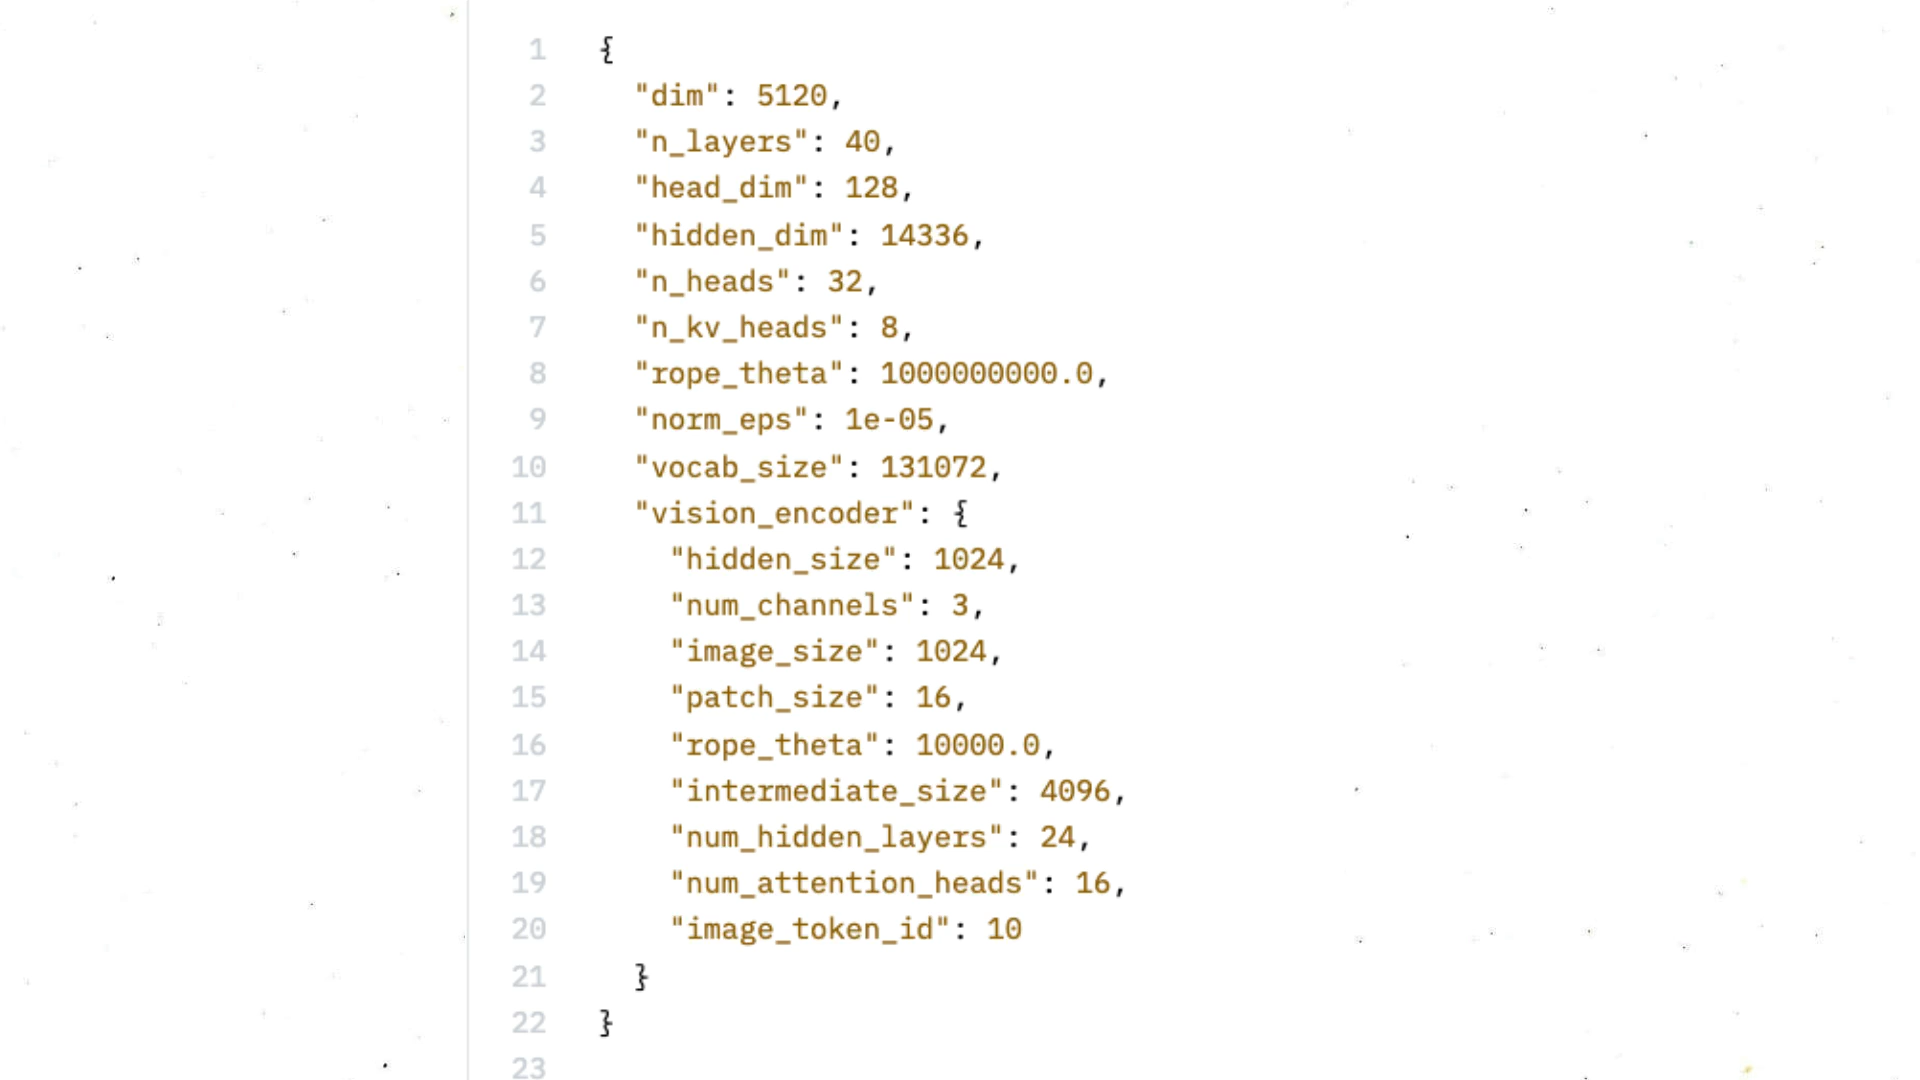 1 {
2 "dim": 5120,
3 "n_layers": 40,
4 "head_dim": 128,
5 "hidden_dim": 14336,
6 "n_heads": 32,
7 "n_kv_heads": 8,
8 "rope_theta": 1000000000.0,
9 "norm_eps": 1e-05,
10 "vocab_size": 131072,
11 "vision_encoder": {
12 "hidden_size": 1024,
13 "num_channels": 3,
14 "image_size": 1024,
15 "patch_size": 16,
16 "rope_theta": 10000.0,
17 "intermediate_size": 4096,
18 "num_hidden_layers": 24,
19 "num_attention_heads": 16,
20 "image_token_id": 10
21 }
22 }
23